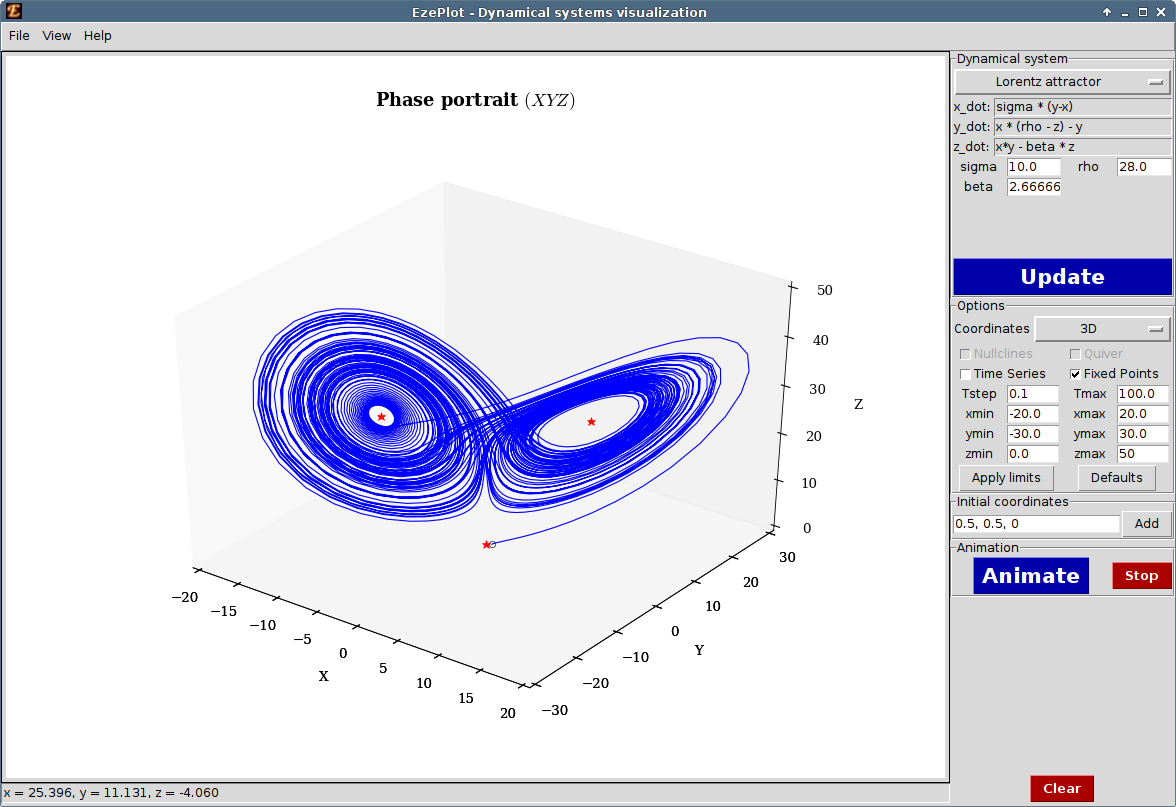 EzePlot - Dynamical systems visualization
File View Help
Phase portrait (XYZ)
50
40
30
20
10
0
Z
30
20
10
0
−10
−20
−30
Y
−20
−15
−10
−5
0
5
10
15
20
X
x = 25.396, y = 11.131, z = -4.060
Dynamical system
Lorentz attractor
x_dot: sigma * (y-x)
y_dot: x * (rho - z) - y
z_dot: x*y - beta * z
sigma 10.0 rho 28.0
beta 2.66666
Update
Options
Coordinates 3D
Nullclines Quiver
Time Series Fixed Points
Tstep 0.1 Tmax 100.0
xmin -20.0 xmax 20.0
ymin -30.0 ymax 30.0
zmin 0.0 zmax 50
Apply limits Defaults
Initial coordinates
0.5, 0.5, 0 Add
Animation
Animate Stop
Clear